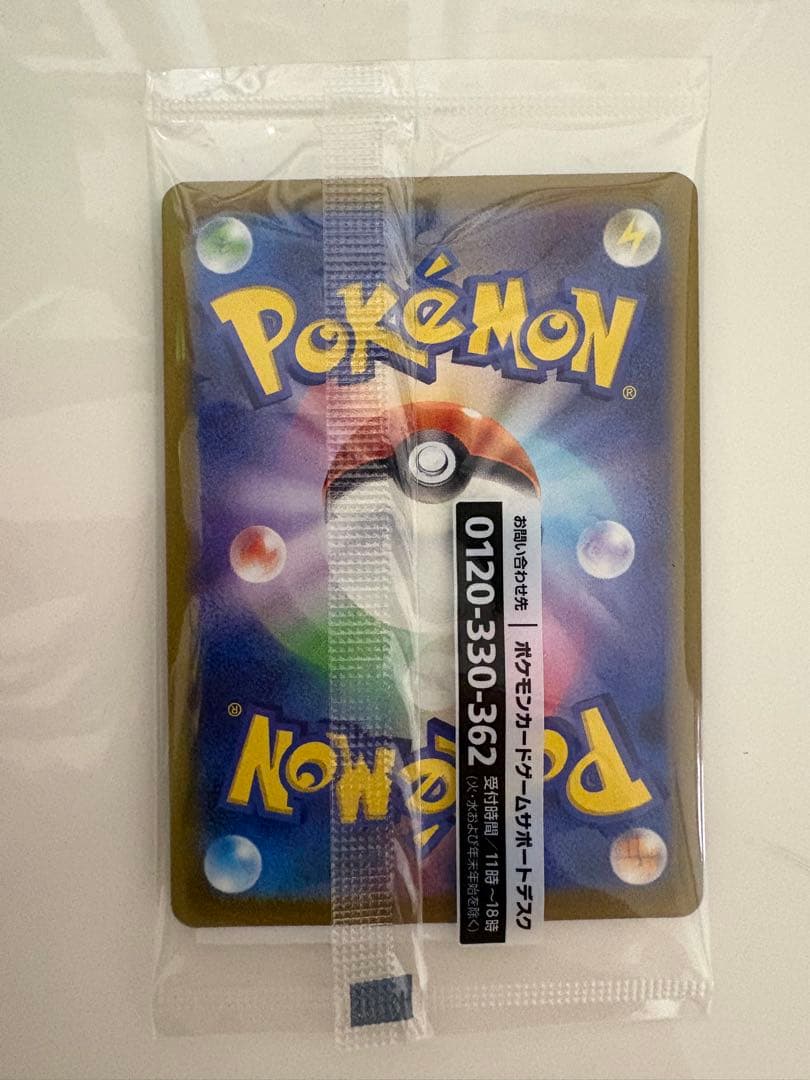 POKéMON
®
お問い合わせ先 | ポケモンカードゲームサポートデスク
0120-330-362 受付時間／11時～18時
(火・水および年末年始を除く)
POKéMON
®